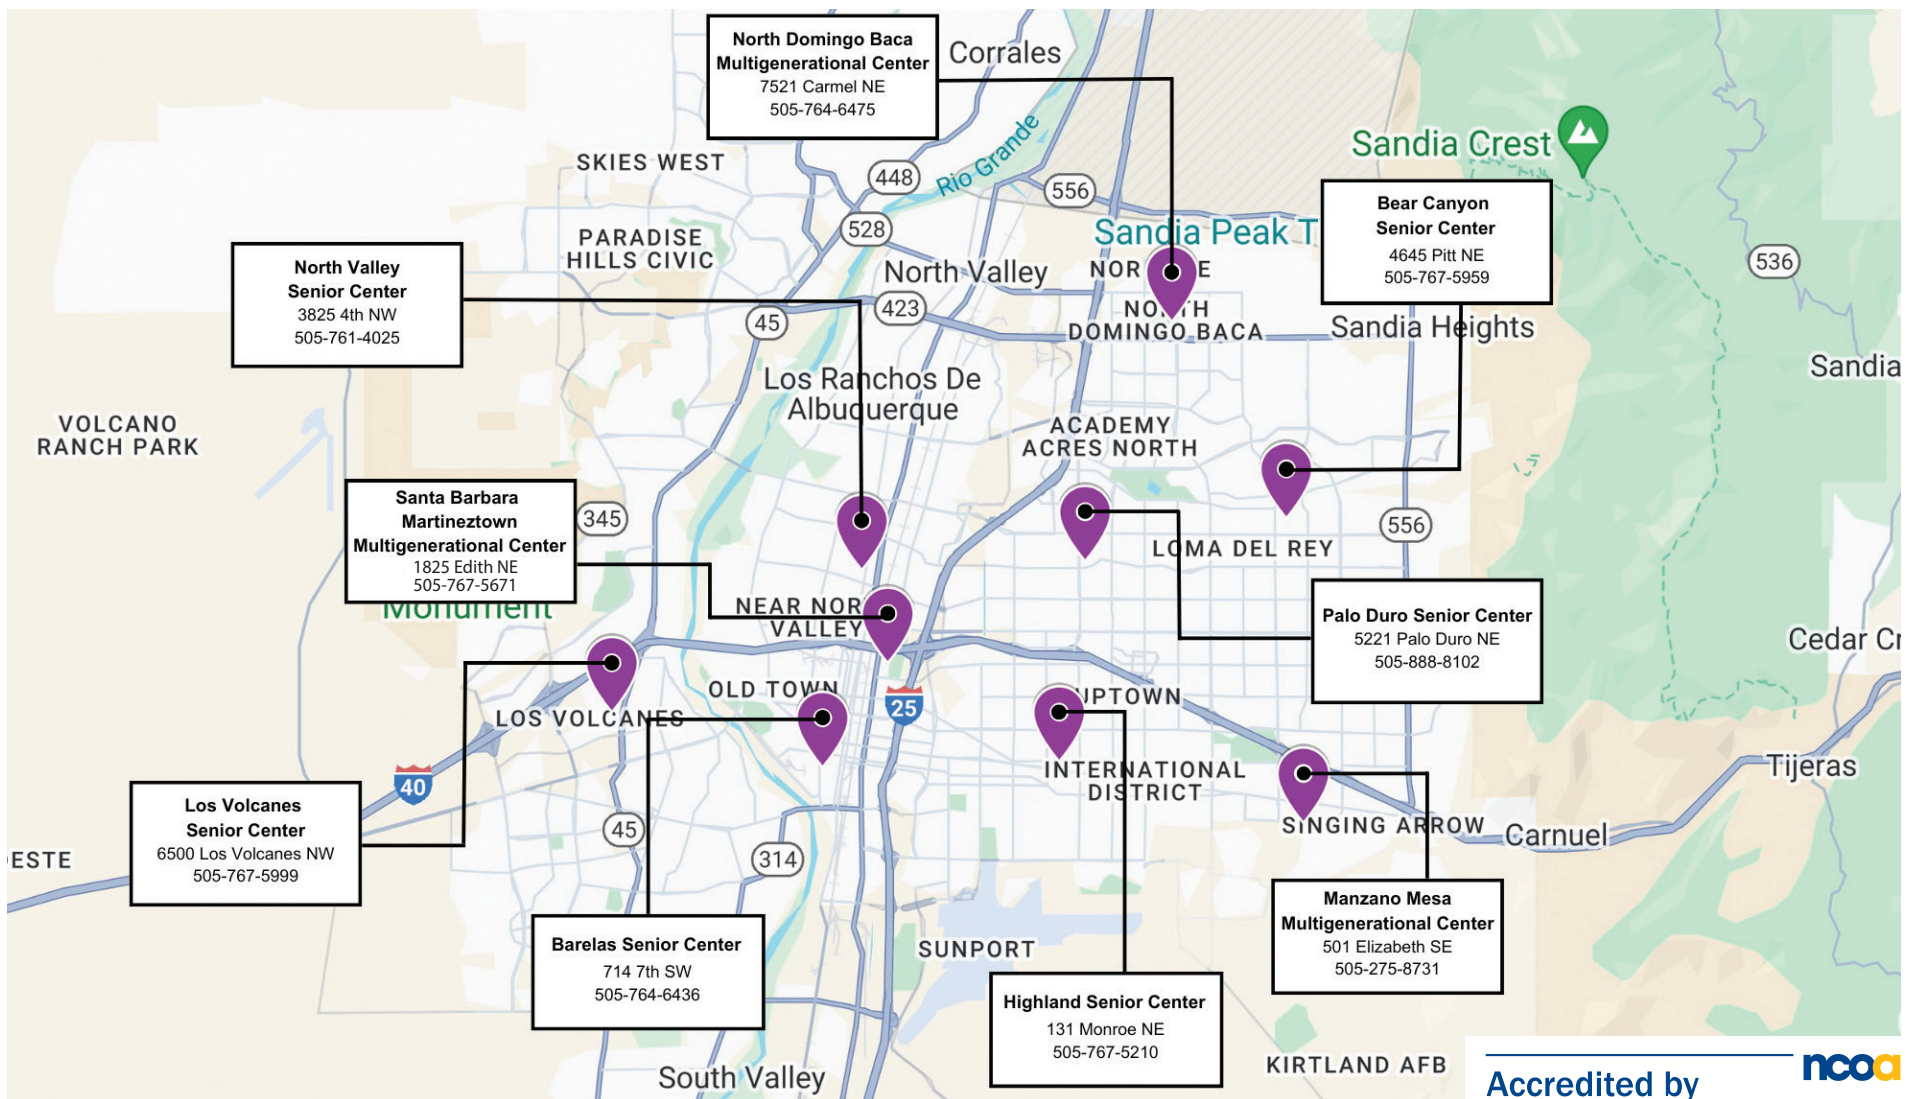 North Domingo Baca
Multigenerational Center
7521 Carmel NE
505-764-6475
Corrales
Sandia Crest
SKIES WEST
448
Rio Grande
556
528
Sandia Peak T
Bear Canyon
Senior Center
4645 Pitt NE
505-767-5959
536
PARADISE
HILLS CIVIC
North Valley
NOR E
North Valley
Senior Center
3825 4th NW
505-761-4025
45
423
NORTH
DOMINGO BACA
Sandia Heights
Sandia
Los Ranchos De
Albuquerque
VOLCANO
RANCH PARK
ACADEMY
ACRES NORTH
Santa Barbara
Martineztown
Multigenerational Center
1825 Edith NE
505-767-5671
345
556
LOMA DEL REY
Monument
NEAR NOR
VALLEY
Palo Duro Senior Center
5221 Palo Duro NE
505-888-8102
Cedar Cr
OLD TOWN
25
UPTOWN
LOS VOLCANES
40
INTERNATIONAL
DISTRICT
Tijeras
Los Volcanes
Senior Center
6500 Los Volcanes NW
505-767-5999
45
314
SINGING ARROW
Carnuel
ESTE
Barelas Senior Center
714 7th SW
505-764-6436
SUNPORT
Manzano Mesa
Multigenerational Center
501 Elizabeth SE
505-275-8731
Highland Senior Center
131 Monroe NE
505-767-5210
KIRTLAND AFB
South Valley
Accredited by
ncoa